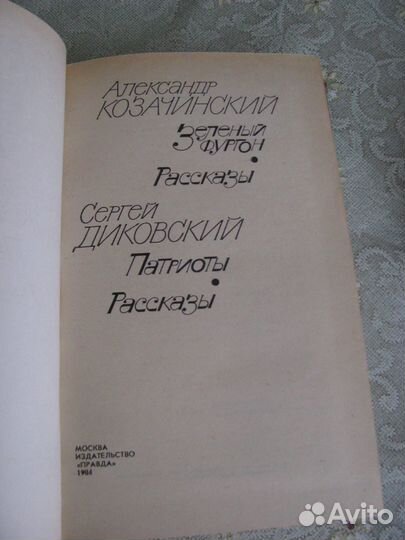 Александр
КОЗАЧИНСКИЙ
Зеленый
фургон
Рассказы
Сергей
ДИКОВСКИЙ
Патриоты
Рассказы
МОСКВА
ИЗДАТЕЛЬСТВО
«ПРАВДА»
1984
Avito